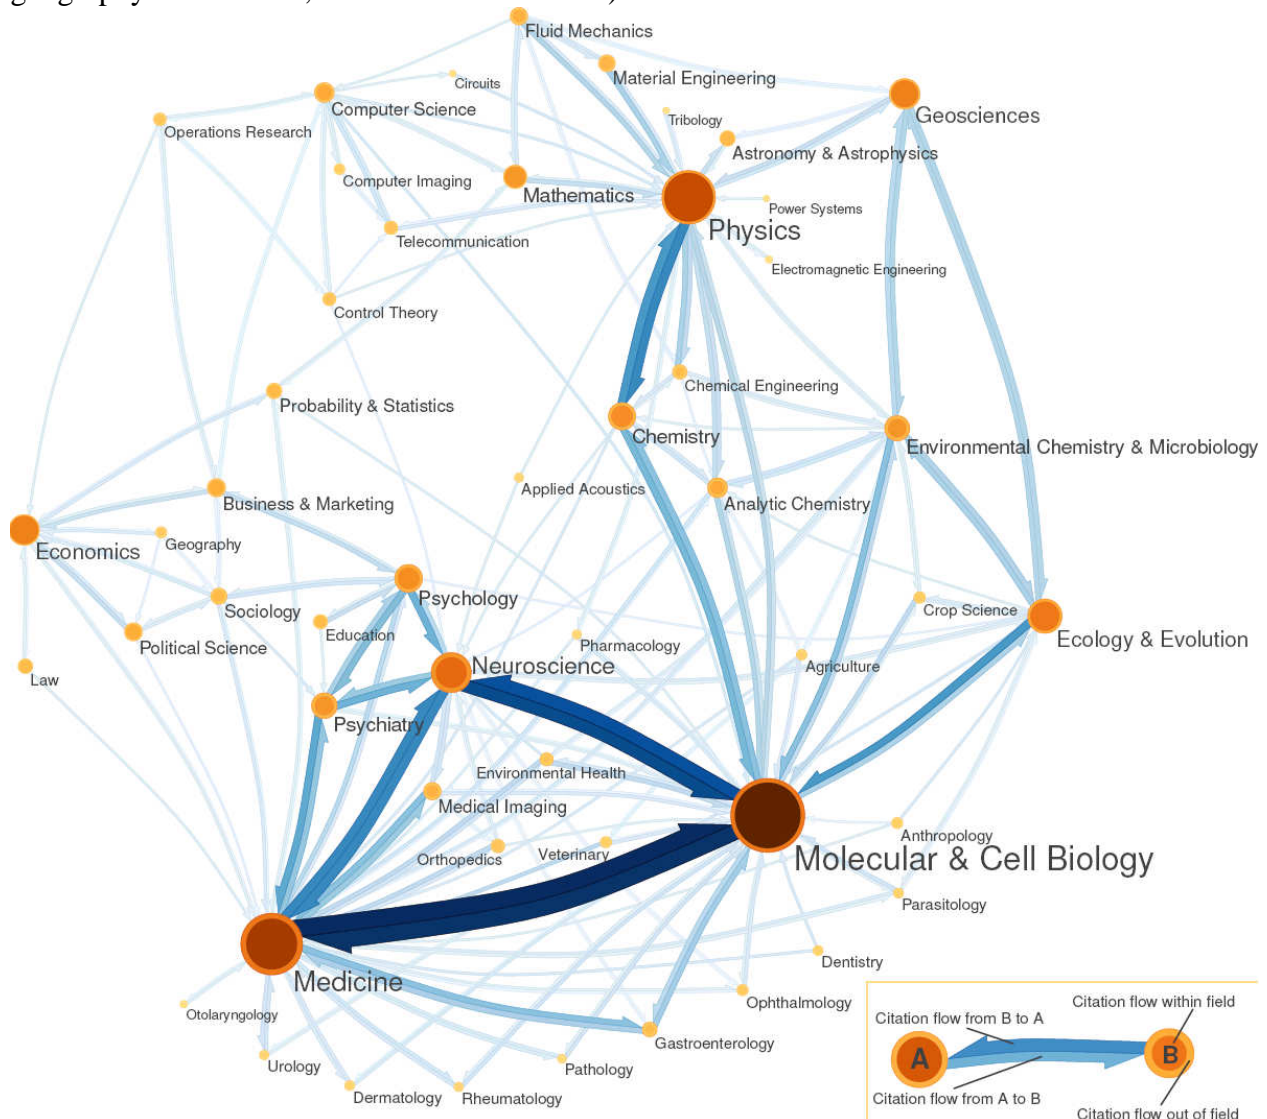 Fluid Mechanics
Circuits
Material Engineering
Computer Science
Geosciences
Operations Research
Tribology
Astronomy & Astrophysics
Computer Imaging
Mathematics
Power Systems
Physics
Telecommunication
Electromagnetic Engineering
Control Theory
Chemical Engineering
Probability & Statistics
Chemistry
Environmental Chemistry & Microbiology
Applied Acoustics
Business & Marketing
Analytic Chemistry
Economics
Geography
Psychology
Sociology
Crop Science
Education
Political Science
Pharmacology
Ecology & Evolution
Neuroscience
Agriculture
Law
Psychiatry
Environmental Health
Medical Imaging
Anthropology
Orthopedics
Veterinary
Molecular & Cell Biology
Parasitology
Dentistry
Medicine
Ophthalmology
Otolaryngology
Gastroenterology
Urology
Pathology
Dermatology
Rheumatology
Citation flow within field
Citation flow from B to A
A
B
Citation flow from A to B
Citation flow out of field